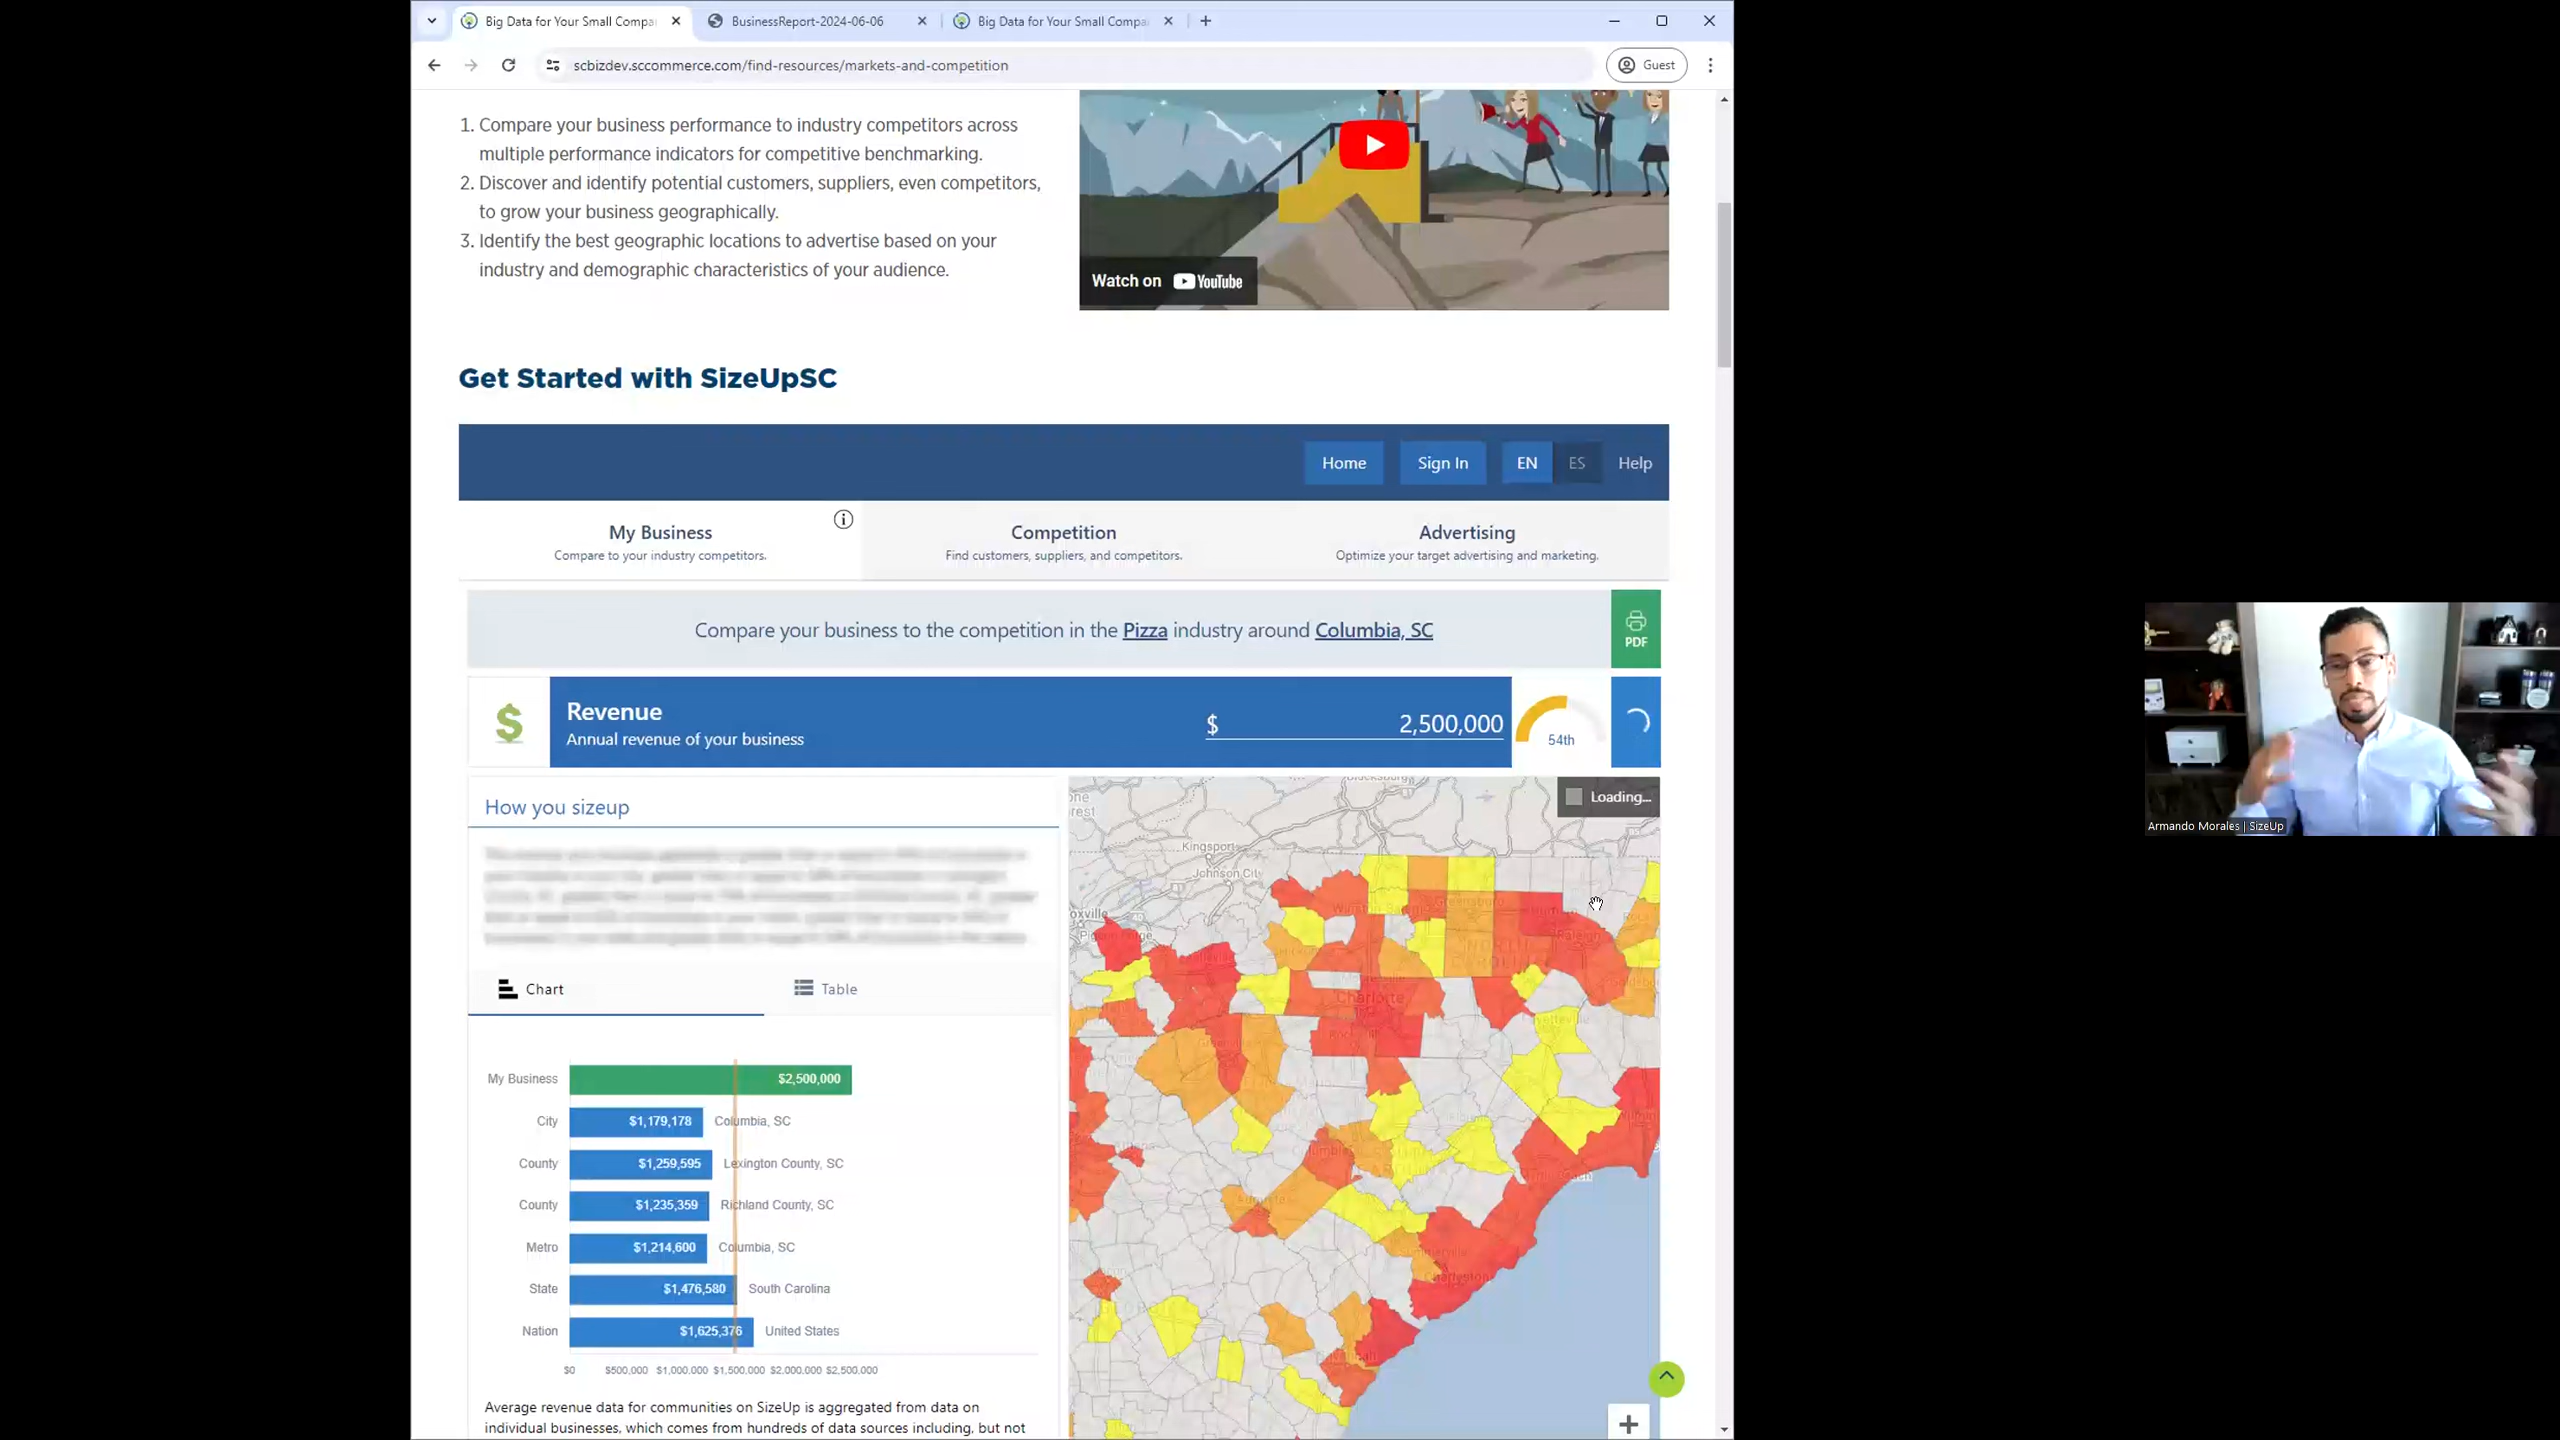 Big Data for Your Small Compa
BusinessReport-2024-06-06
Big Data for Your Small Compa
scbizdev.sccommerce.com/find-resources/markets-and-competition
Guest
1. Compare your business performance to industry competitors across
multiple performance indicators for competitive benchmarking.
2. Discover and identify potential customers, suppliers, even competitors,
to grow your business geographically.
3. Identify the best geographic locations to advertise based on your
industry and demographic characteristics of your audience.
Watch on YouTube
Get Started with SizeUpSC
Home
Sign In
EN
ES
Help
My Business
Compare to your industry competitors.
Competition
Find customers, suppliers, and competitors.
Advertising
Optimize your target advertising and marketing.
Compare your business to the competition in the Pizza industry around Columbia, SC
PDF
$
Revenue
Annual revenue of your business
$ 2,500,000
54th
How you sizeup
Chart
Table
My Business $2,500,000
City $1,179,178 Columbia, SC
County $1,259,595 Lexington County, SC
County $1,235,359 Richland County, SC
Metro $1,214,600 Columbia, SC
State $1,476,580 South Carolina
Nation $1,625,376 United States
$0 $500,000 $1,000,000 $1,500,000 $2,000,000 $2,500,000
Average revenue data for communities on SizeUp is aggregated from data on
individual businesses, which comes from hundreds of data sources including, but not
Loading...
Kingsport
Johnson City
Charlotte
Raleigh
Charleston
Armando Morales | SizeUp